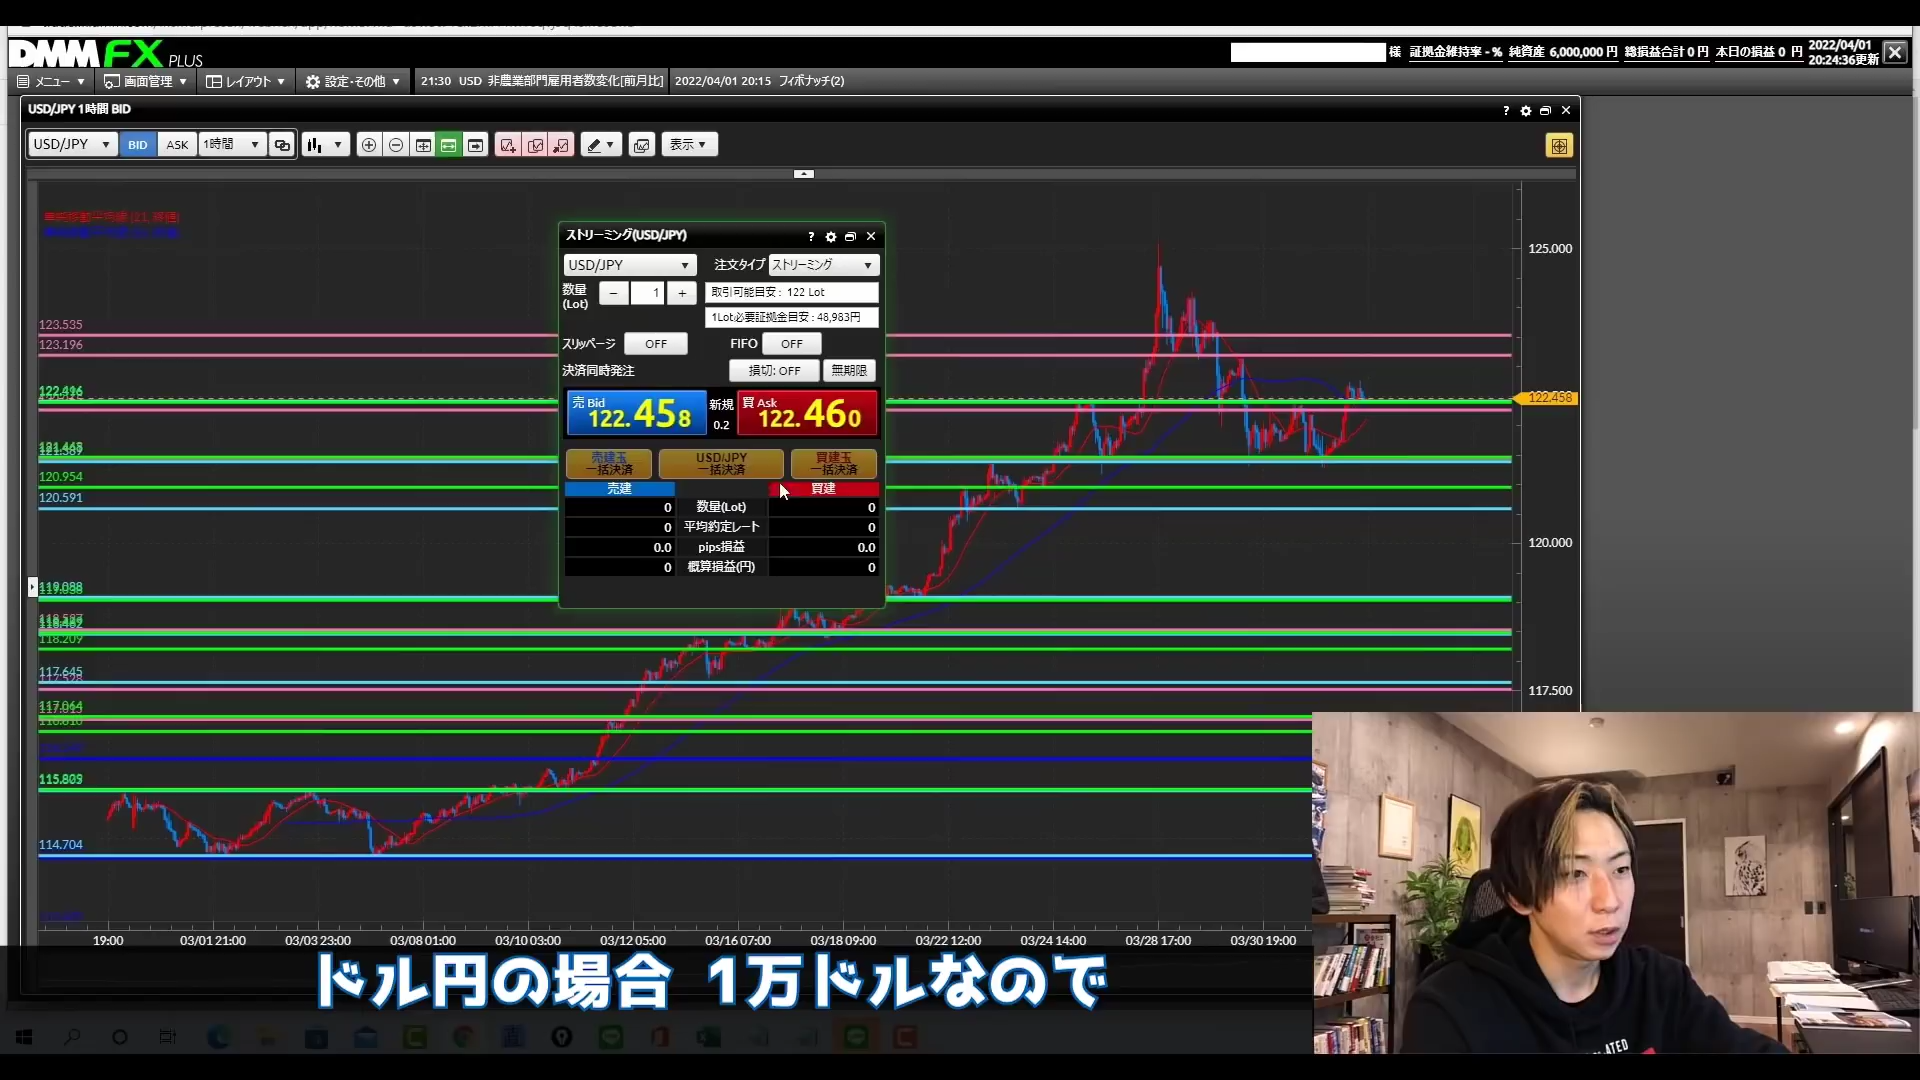 DMM FX PLUS
様 証拠金維持率 - % 純資産 6,000,000 円 総損益合計 0 円 本日の損益 0 円
2022/04/01
20:24:36更新
メニュー 画面管理 レイアウト 設定・その他 21:30 USD 非農業部門雇用者数変化[前月比] 2022/04/01 20:15 フィボナッチ(2)
USD/JPY 1時間 BID
USD/JPY BID ASK 1時間 表示
ストリーミング(USD/JPY)
USD/JPY 注文タイプ ストリーミング
数量
(Lot)
1
取引可能目安 : 122 Lot
1Lot必要証拠金目安 : 48,983円
スリッページ OFF FIFO OFF
決済同時発注 損切: OFF 無期限
売 Bid 新規 買 Ask
122.458 0.2 122.460
売建玉
一括決済
USD/JPY
一括決済
買建玉
一括決済
売建 買建
0 数量(Lot) 0
0 平均約定レート 0
0.0 pips損益 0.0
0 概算損益(円) 0
125.000
122.458
120.000
117.500
123.535
123.196
122.416
120.954
120.591
118.209
117.645
117.064
114.704
19:00 03/01 21:00 03/03 23:00 03/08 01:00 03/10 03:00 03/12 05:00 03/16 07:00 03/18 09:00 03/22 12:00 03/24 14:00 03/28 17:00 03/30 19:00
ドル円の場合 1万ドルなので